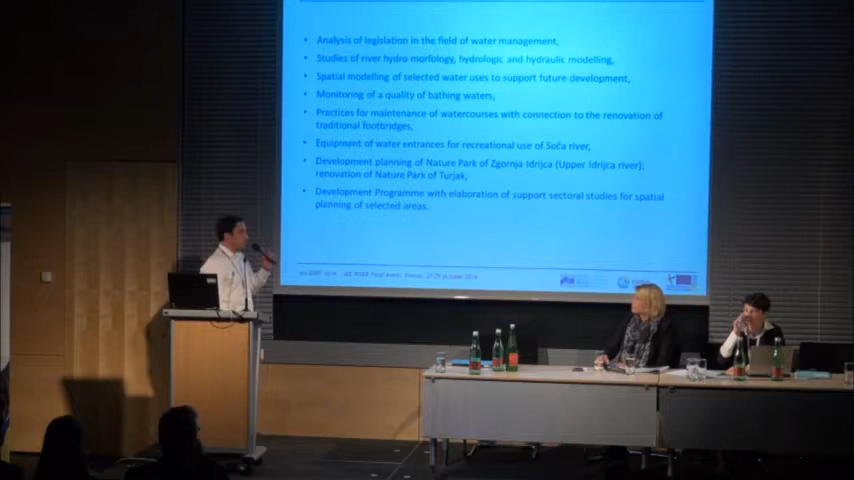 • Analysis of legislation in the field of water management,
• Studies of river hydro morfology, hydrologic and hydraulic modelling,
• Spatial modelling of selected water uses to support future development,
• Monitoring of a quality of bathing waters,
• Practices for maintenance of watercourses with connection to the renovation of
traditional footbridges,
• Equipment of water entrances for recreational use of Soča river,
• Development planning of Nature Park of Zgornja Idrijca (Upper Idrijca river);
renovation of Nature Park of Turjak,
• Development Programme with elaboration of support sectoral studies for spatial
planning of selected areas.